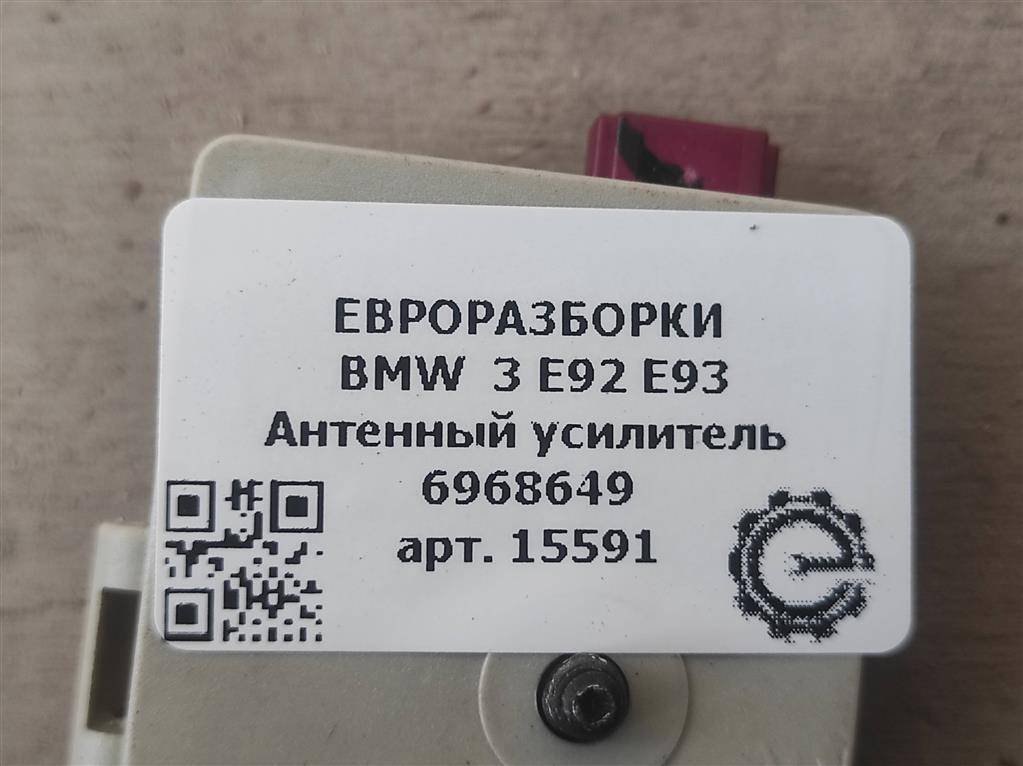 ЕВРОРАЗБОРКИ
BMW 3 E92 E93
Антенный усилитель
6968649
арт. 15591